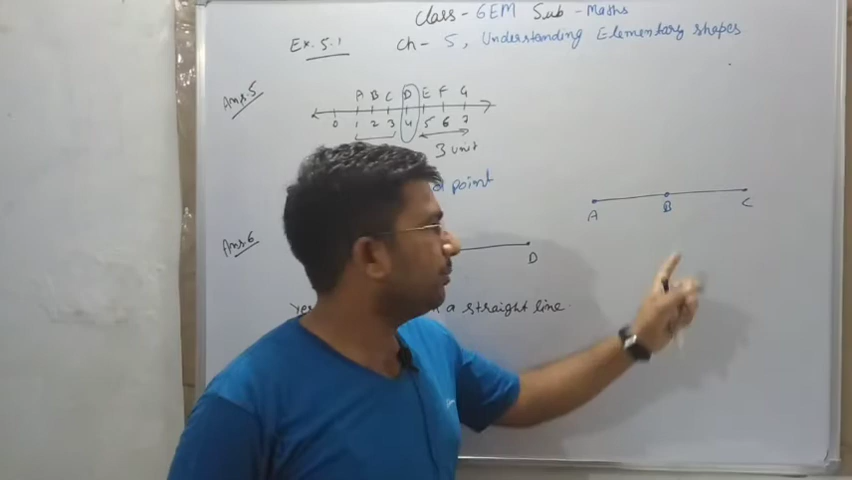 Class - 6EM Sub - Maths
Ex. 5.1 Ch - 5, Understanding Elementary shapes
Ans. 5
A B C D E F G
0 1 2 3 4 5 6 7
3 unit
point
A B C
Ans. 6
D
a straight line.